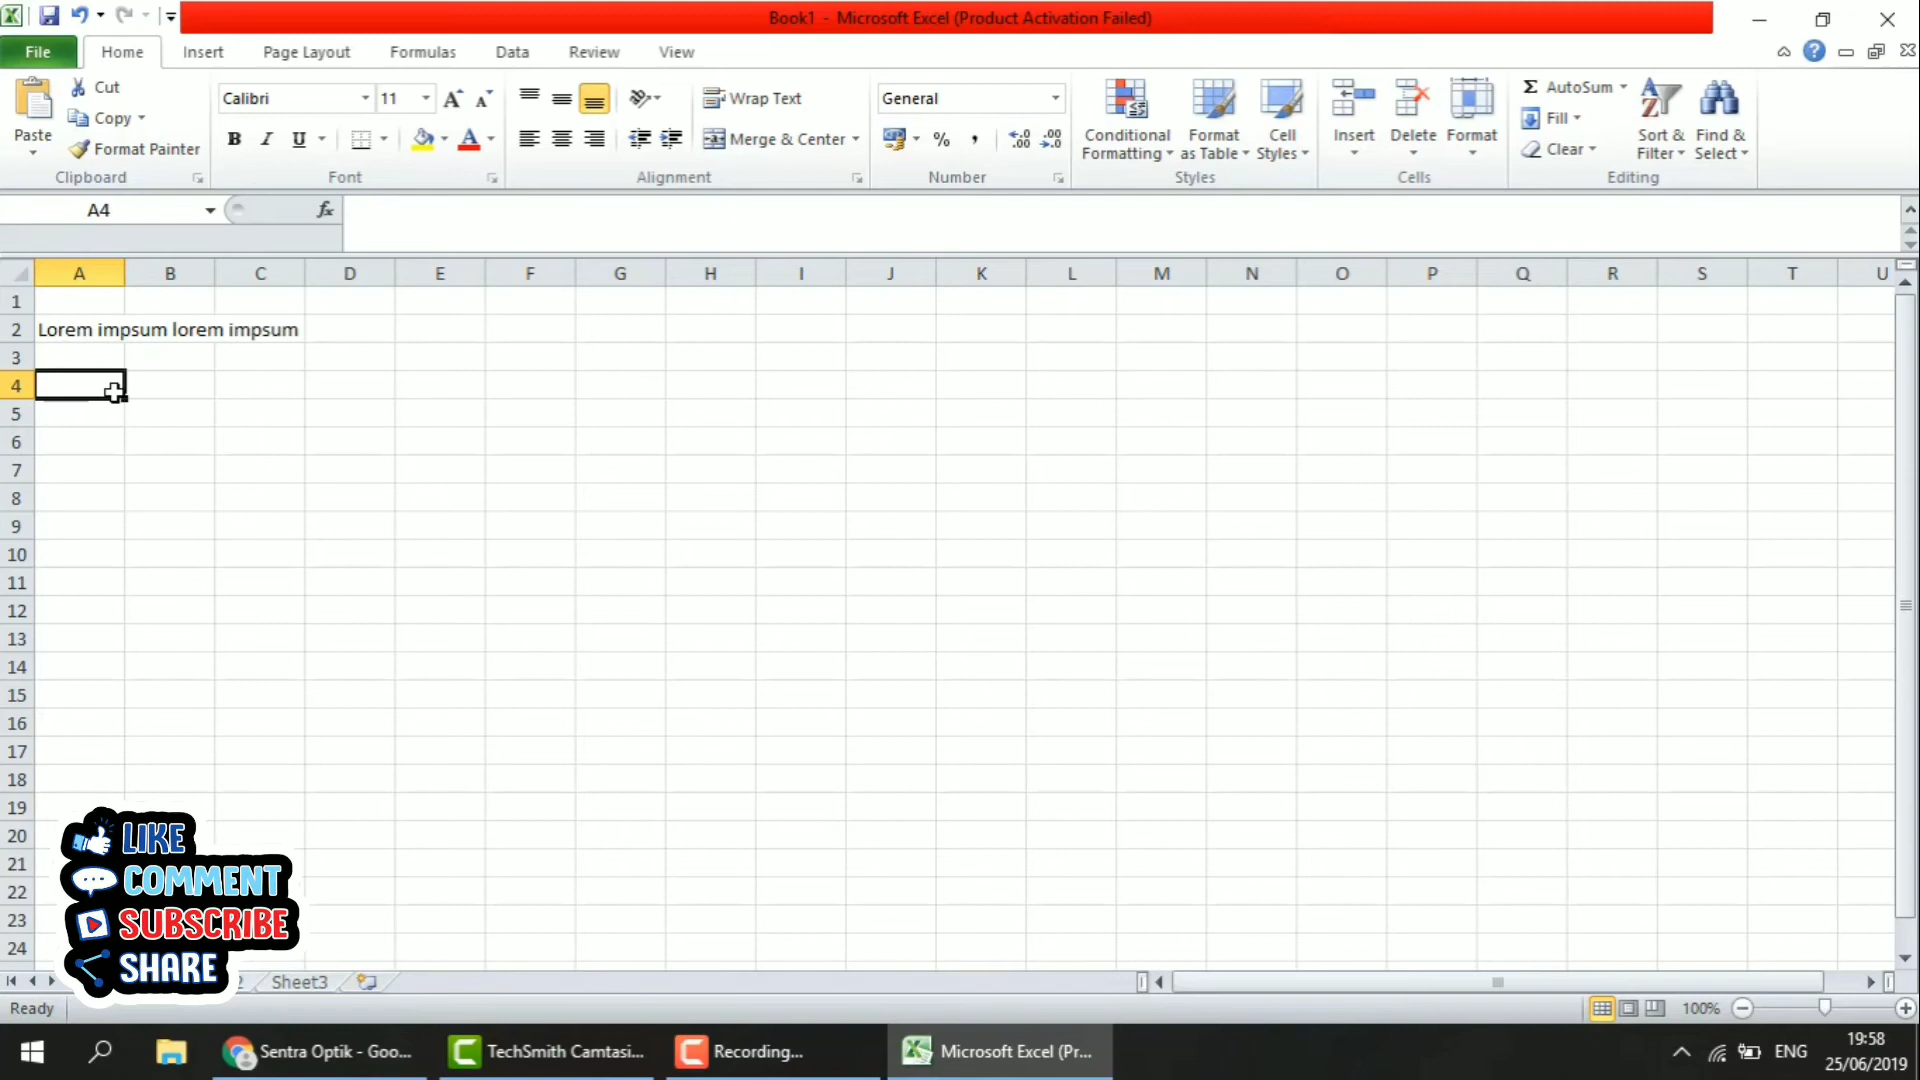 Book1 - Microsoft Excel (Product Activation Failed)
File Home Insert Page Layout Formulas Data Review View
Paste
Cut
Copy
Format Painter
Clipboard
Calibri 11
B I U
Font
Wrap Text
Merge & Center
Alignment
General
%
Number
Conditional Formatting
Format as Table
Cell Styles
Styles
Insert Delete Format
Cells
AutoSum
Fill
Clear
Sort & Filter
Find & Select
Editing
A4
fx
A B C D E F G H I J K L M N O P Q R S T U
1
2 Lorem impsum lorem impsum
3
4
5
6
7
8
9
10
11
12
13
14
15
16
17
18
19
20
21
22
23
24
LIKE
COMMENT
SUBSCRIBE
SHARE
2 Sheet3
Ready
100%
Sentra Optik - Goo...
TechSmith Camtasi...
Recording...
Microsoft Excel (Pr...
ENG
19:58
25/06/2019